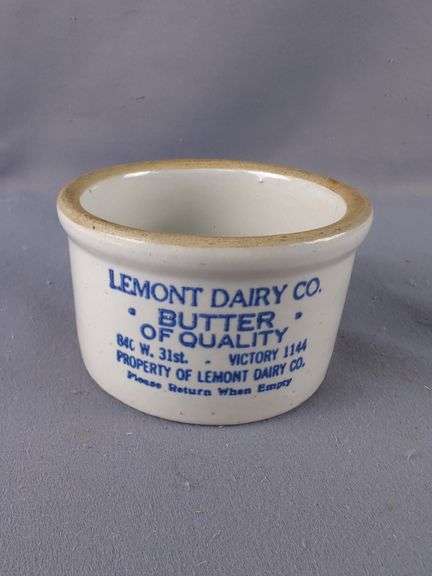 LEMONT DAIRY CO.
• BUTTER •
OF QUALITY
840 W. 31st. - VICTORY 1144
PROPERTY OF LEMONT DAIRY CO.
Please Return When Empty